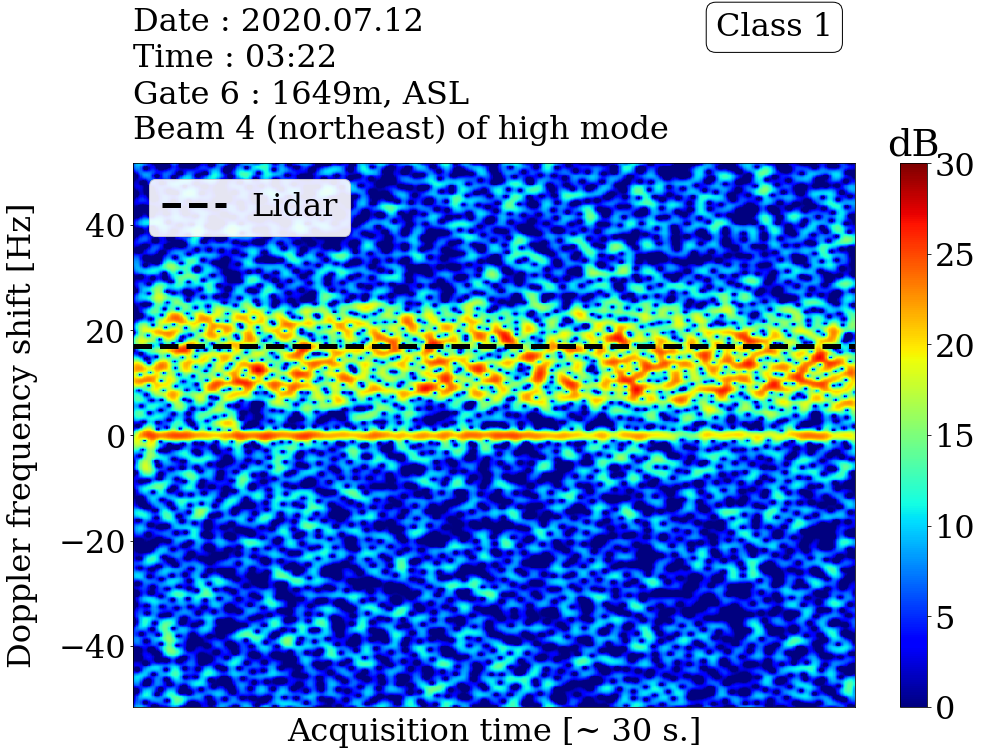 Date : 2020.07.12
Time : 03:22
Gate 6 : 1649m, ASL
Beam 4 (northeast) of high mode
Class 1
dB
Lidar
Doppler frequency shift [Hz]
40
20
0
−20
−40
30
25
20
15
10
5
0
Acquisition time [~ 30 s.]